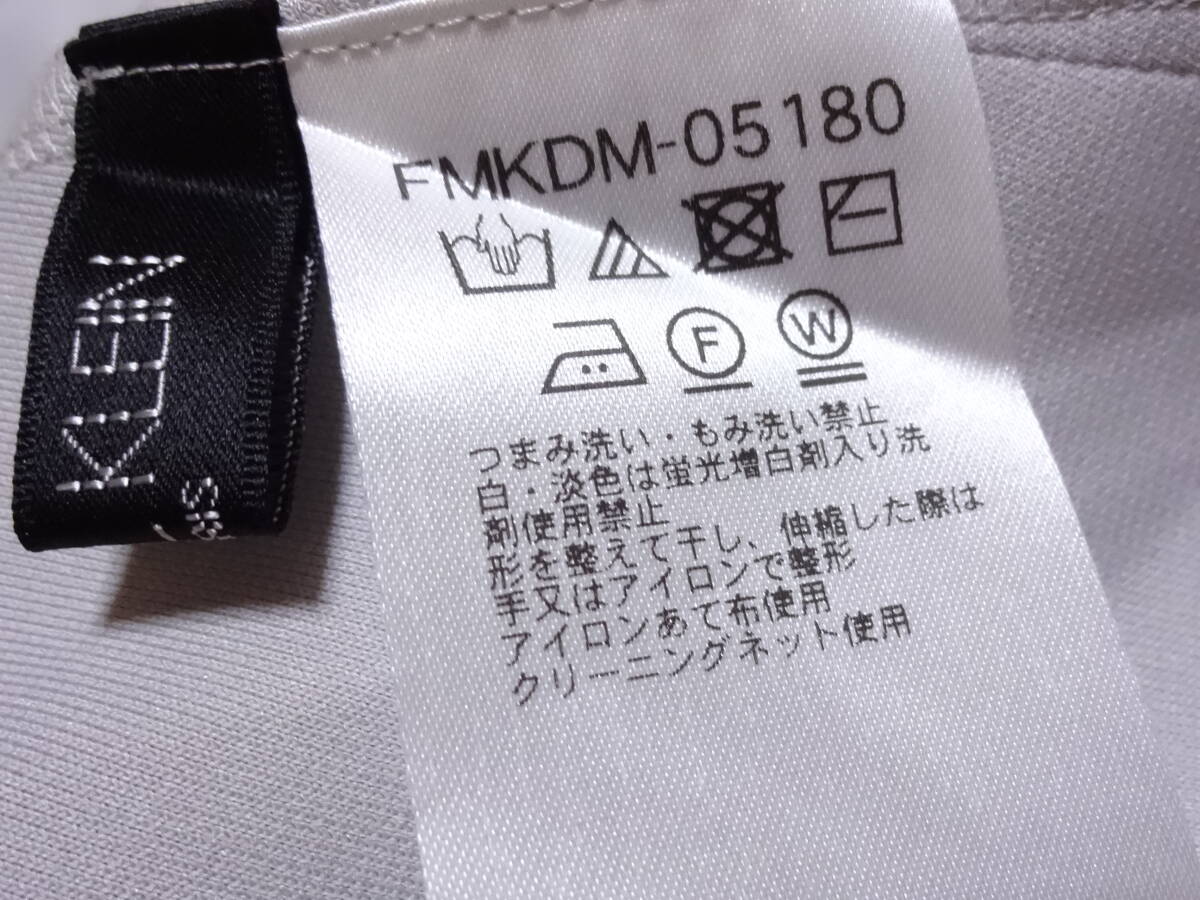 FMKDM-05180
F
W
つまみ洗い・もみ洗い禁止
白・淡色は蛍光増白剤入り洗
剤使用禁止
形を整えて干し、伸縮した際は
手又はアイロンで整形
アイロンあて布使用
クリーニングネット使用
KLEIN